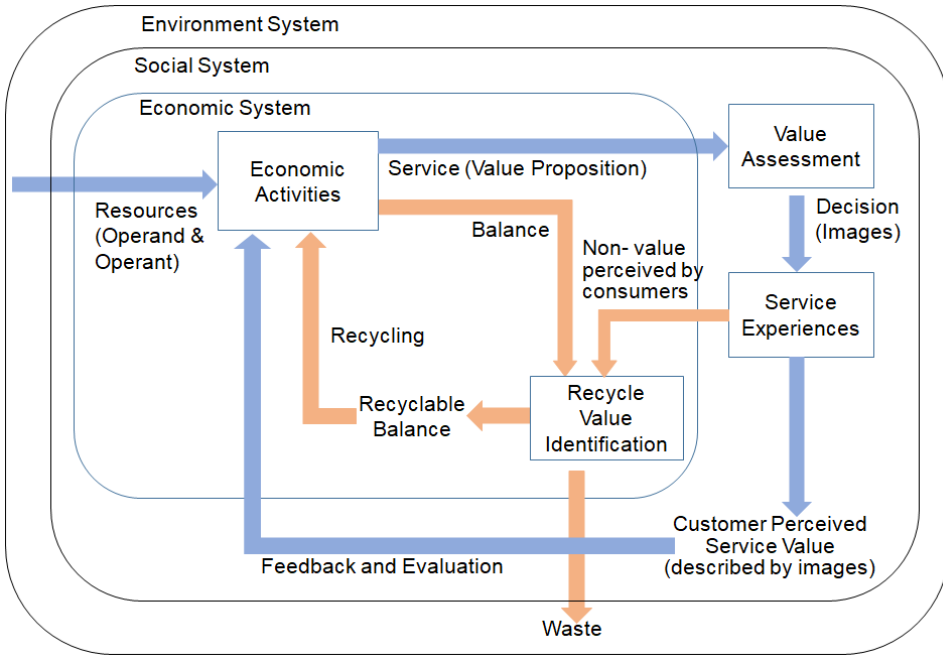 Environment System
Social System
Economic System
Economic
Activities
Service (Value Proposition)
Value
Assessment
Resources
(Operand &
Operant)
Balance
Decision
(Images)
Non- value
perceived by
consumers
Service
Experiences
Recycling
Recyclable
Balance
Recycle
Value
Identification
Customer Perceived
Service Value
(described by images)
Feedback and Evaluation
Waste